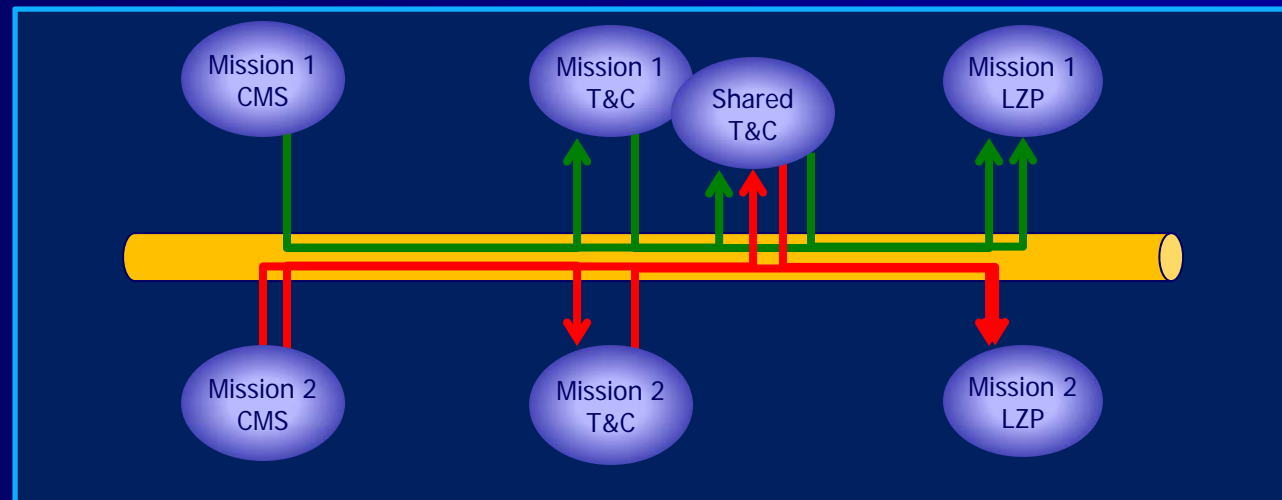 Mission 1
CMS
Mission 1
T&C
Shared
T&C
Mission 1
LZP
Mission 2
CMS
Mission 2
T&C
Mission 2
LZP